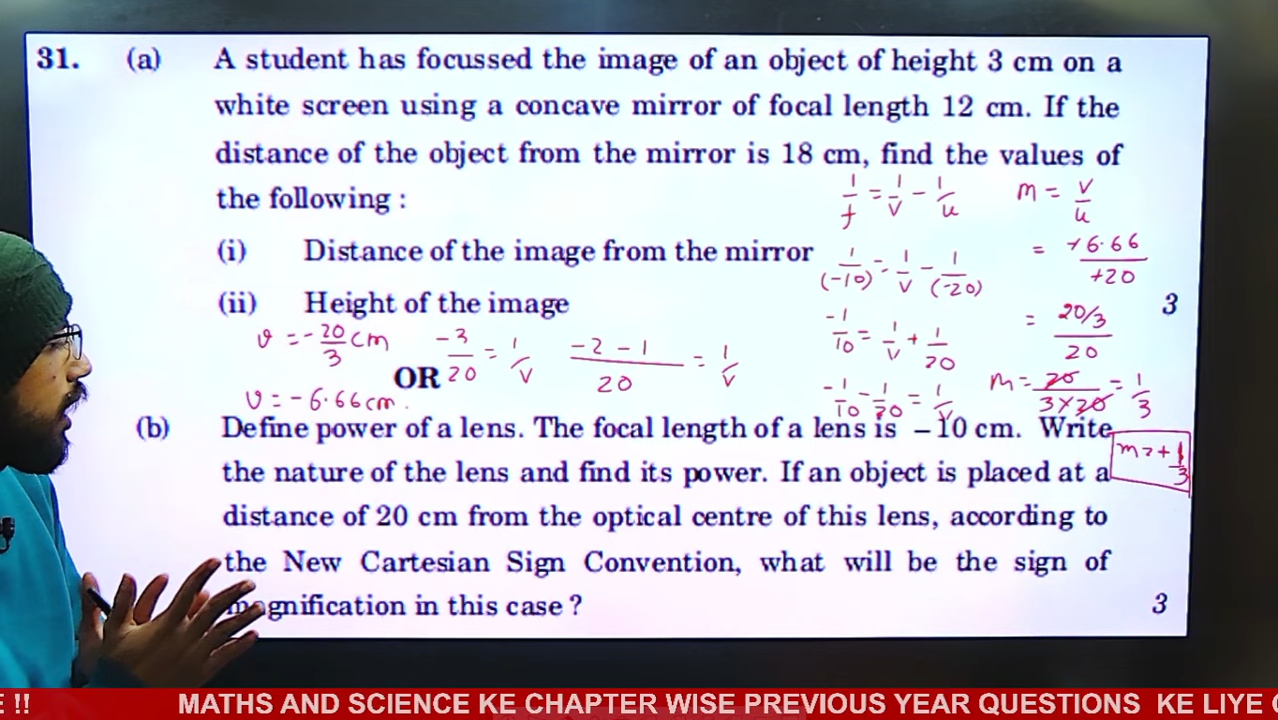 31. (a) A student has focussed the image of an object of height 3 cm on a
white screen using a concave mirror of focal length 12 cm. If the
distance of the object from the mirror is 18 cm, find the values of
the following :
1/f = 1/v - 1/u m = v/u
(i) Distance of the image from the mirror
1/(-10) = 1/v - 1/(-20) = +6.66/+20
(ii) Height of the image 3
v = -20/3 cm -3/20 = 1/v -2-1/20 = 1/v -1/10 = 1/v + 1/20 = 20/3/20
OR
v = -6.66 cm. -1/10 - 1/20 = 1/v m = 20/3×20 = 1/3
(b) Define power of a lens. The focal length of a lens is –10 cm. Write
m = +1/3
the nature of the lens and find its power. If an object is placed at a
distance of 20 cm from the optical centre of this lens, according to
the New Cartesian Sign Convention, what will be the sign of
magnification in this case ? 3
E !! MATHS AND SCIENCE KE CHAPTER WISE PREVIOUS YEAR QUESTIONS KE LIYE